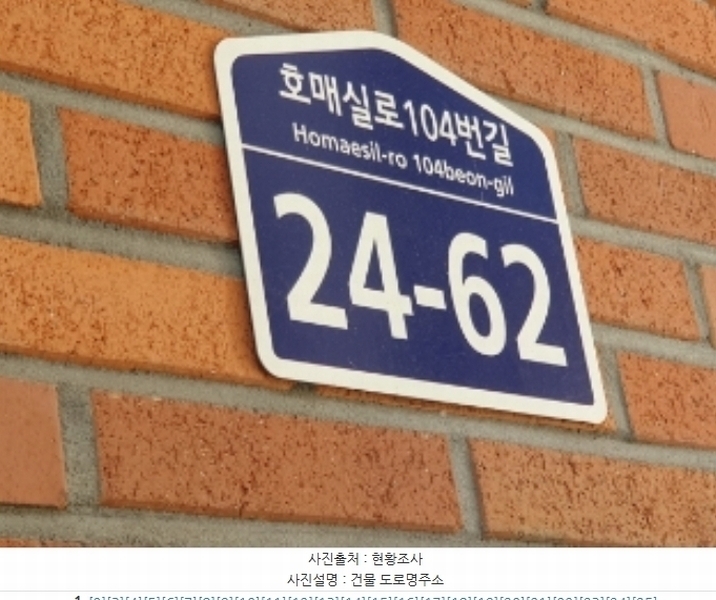 호매실로104번길
Homaesil-ro 104beon-gil
24-62
사진출처 : 현황조사
사진설명 : 건물 도로명주소